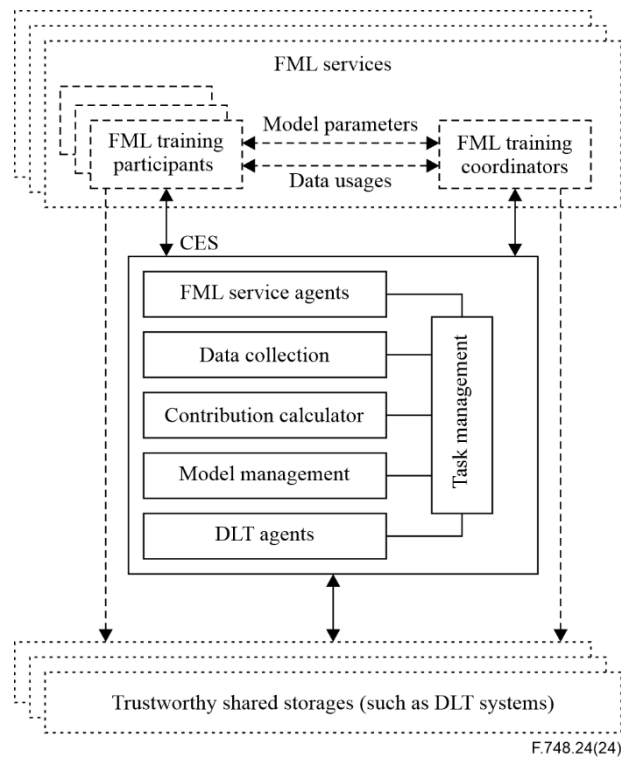 FML services
Model parameters
FML training
participants
FML training
coordinators
Data usages
CES
FML service agents
Data collection
Contribution calculator
Model management
DLT agents
Task management
Trustworthy shared storages (such as DLT systems)
F.748.24(24)